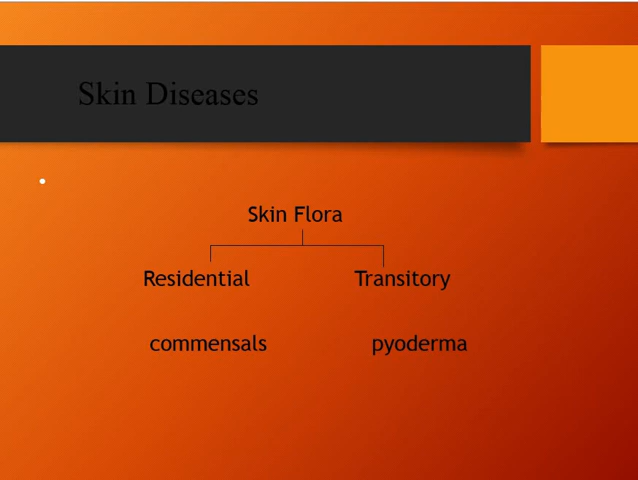 Skin Diseases
•
Skin Flora
Residential Transitory
commensals pyoderma